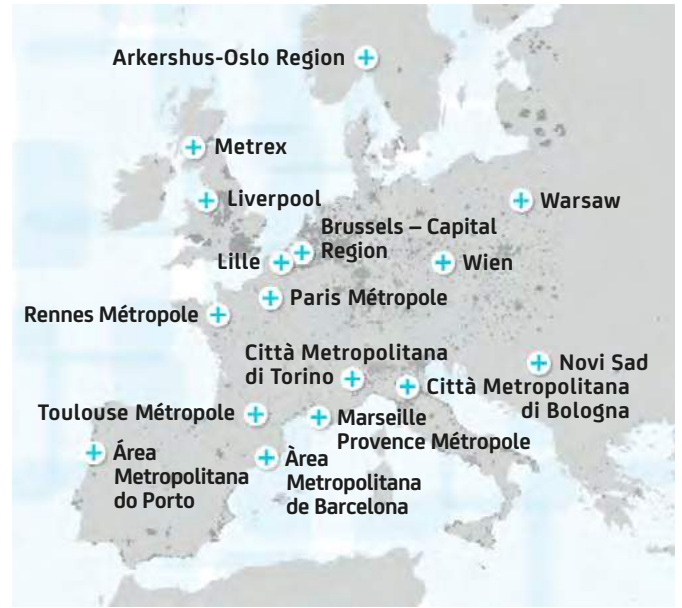 Arkershus-Oslo Region
Metrex
Liverpool
Warsaw
Brussels – Capital
Region
Lille
Wien
Paris Métropole
Rennes Métropole
Città Metropolitana
di Torino
Novi Sad
Città Metropolitana
di Bologna
Toulouse Métropole
Marseille
Provence Métropole
Área
Metropolitana
do Porto
Àrea
Metropolitana
de Barcelona